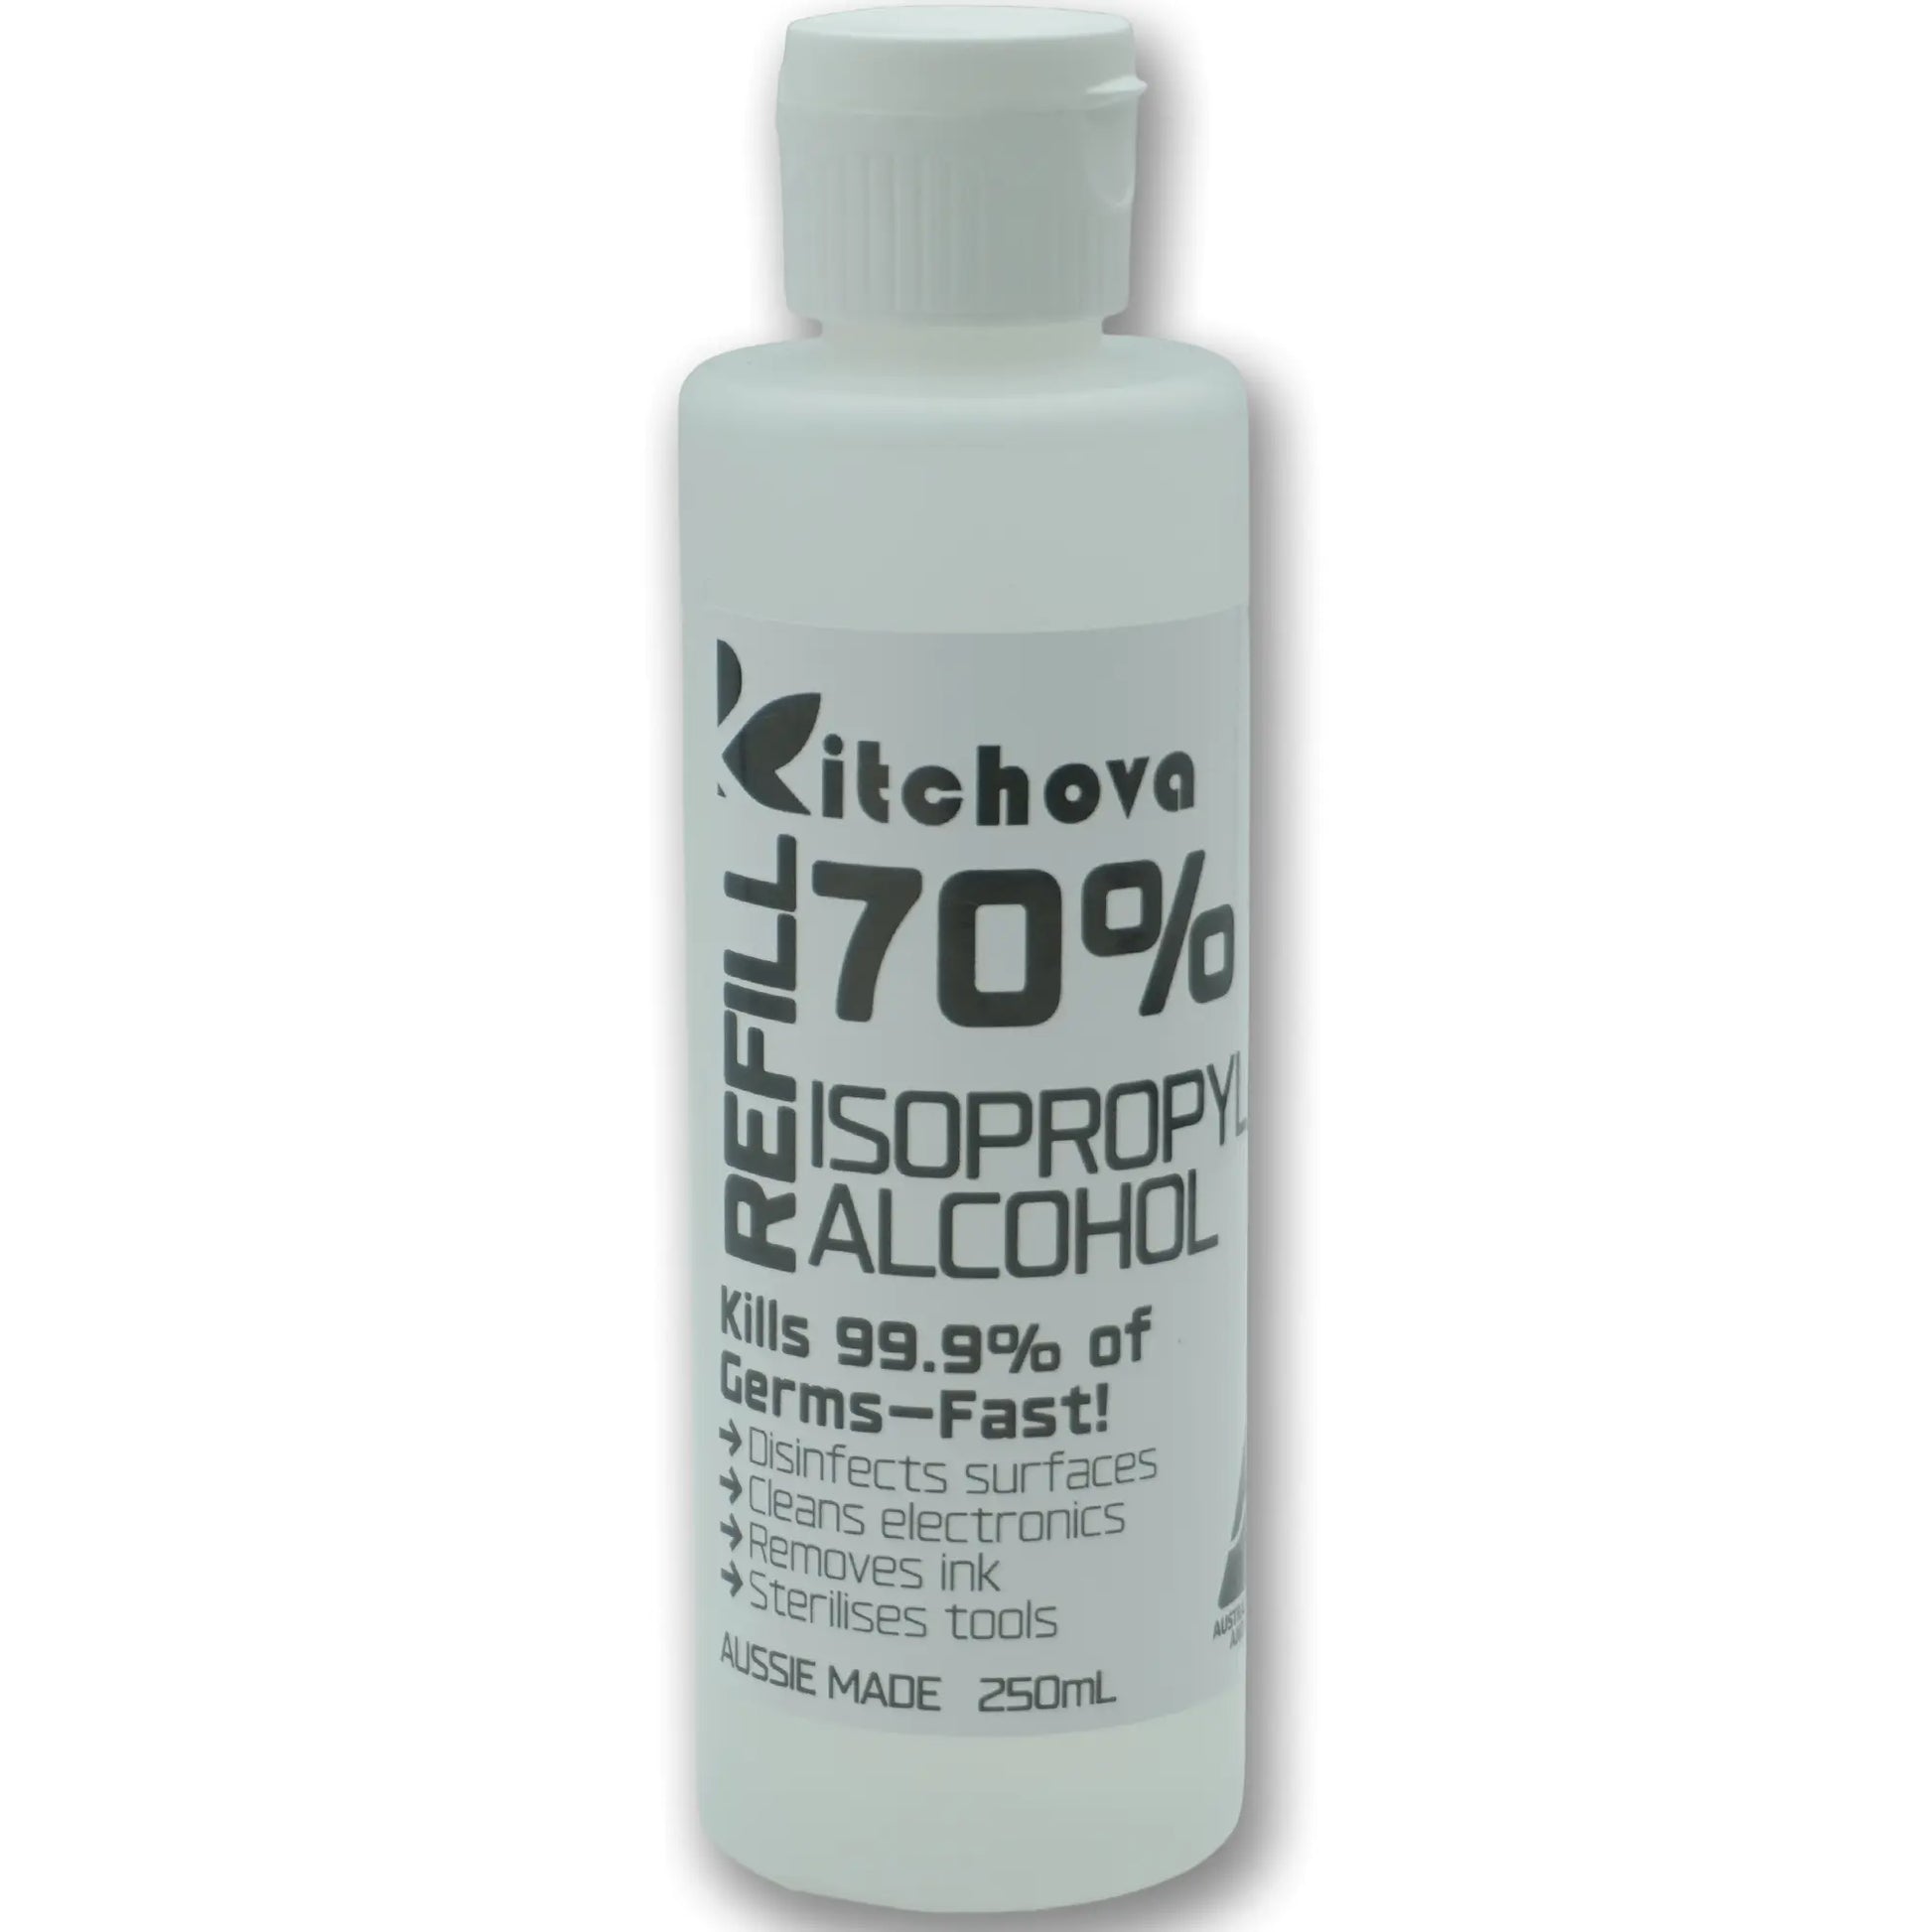 Kitchova
REFILL
70%
ISOPROPYL
ALCOHOL
Kills 99.9% of
Germs—Fast!
→ Disinfects surfaces
→ Cleans electronics
→ Removes ink
→ Sterilises tools
AUSSIE MADE 250mL